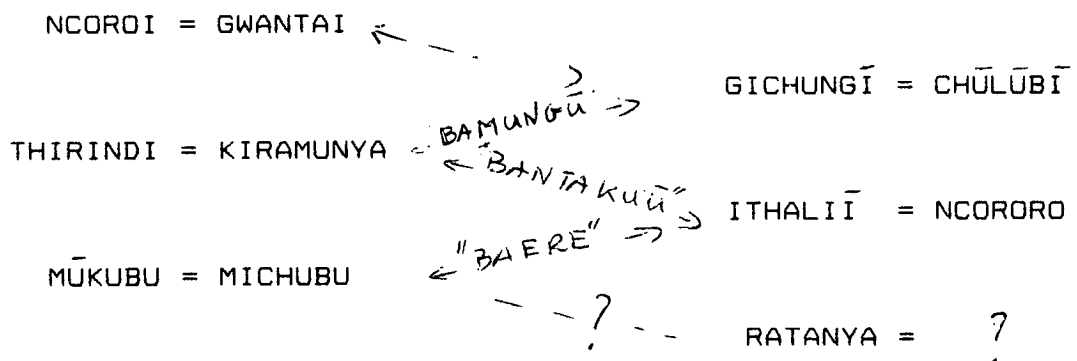 NCOROI = GWANTAI
?
GICHUNGĪ = CHŪLŪBĪ
BAMUNGŪ
THIRINDI = KIRAMUNYA
"BANTAKUŪ"
ITHALIĪ = NCORORO
"BAERE"
MŪKUBU = MICHUBU
?
RATANYA = ?